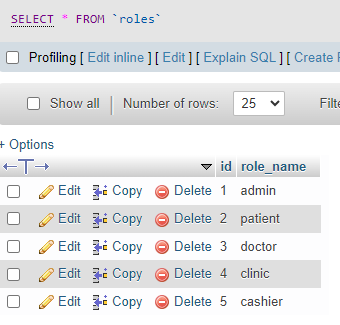 SELECT * FROM `roles`
Profiling [ Edit inline ] [ Edit ] [ Explain SQL ] [ Create
Show all | Number of rows: 25
+ Options
←T→ id role_name
Edit Copy Delete 1 admin
Edit Copy Delete 2 patient
Edit Copy Delete 3 doctor
Edit Copy Delete 4 clinic
Edit Copy Delete 5 cashier